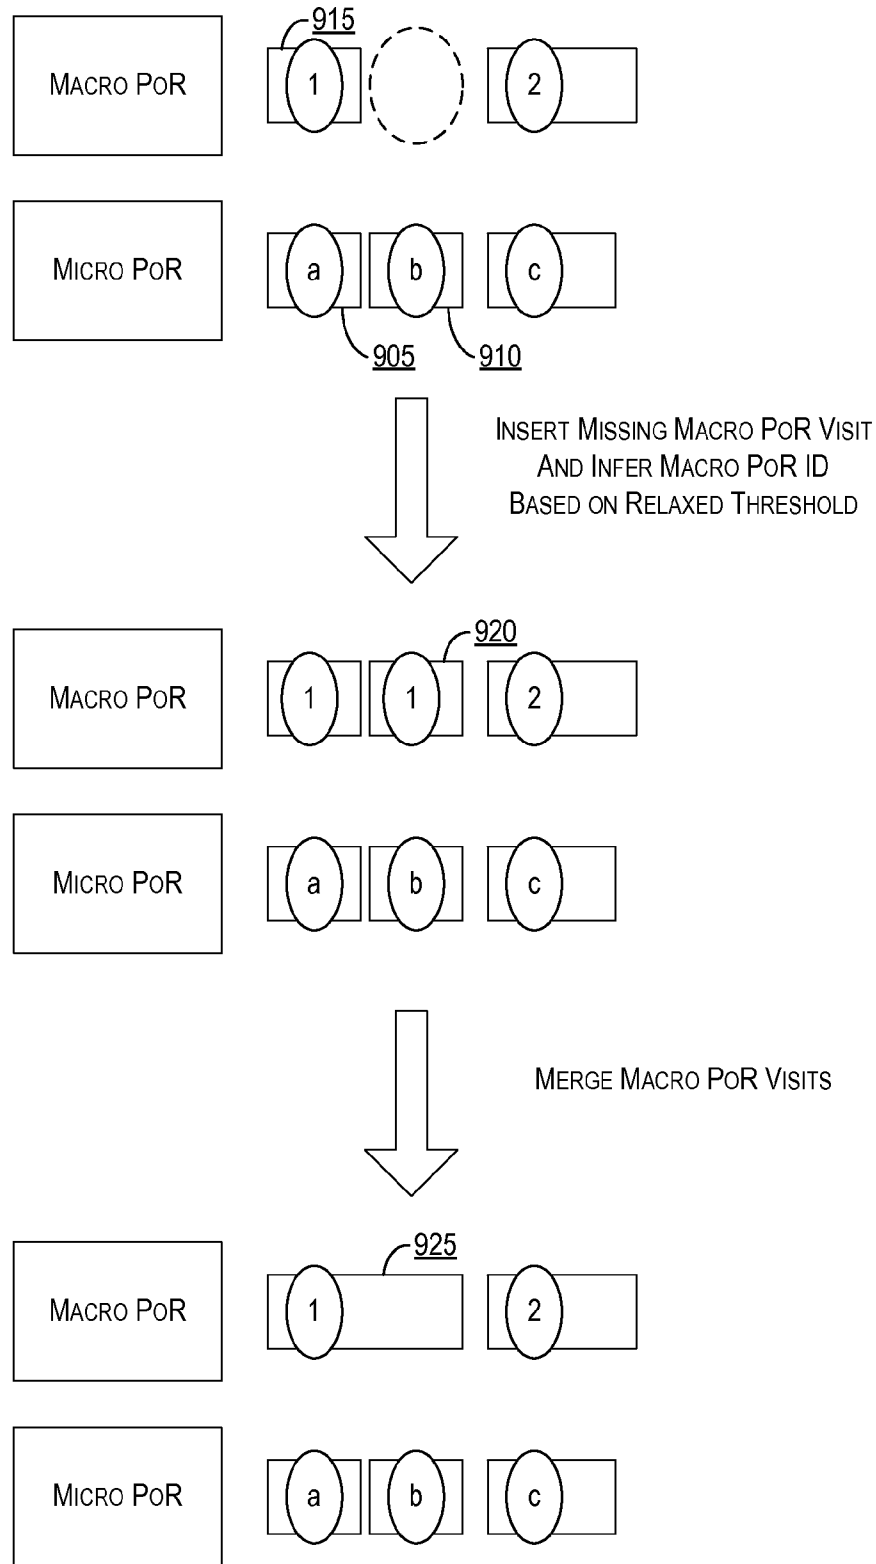 915
MACRO POR 1 2
MICRO POR a b c
905 910
INSERT MISSING MACRO POR VISIT
AND INFER MACRO POR ID
BASED ON RELAXED THRESHOLD
920
MACRO POR 1 1 2
MICRO POR a b c
MERGE MACRO POR VISITS
925
MACRO POR 1 2
MICRO POR a b c